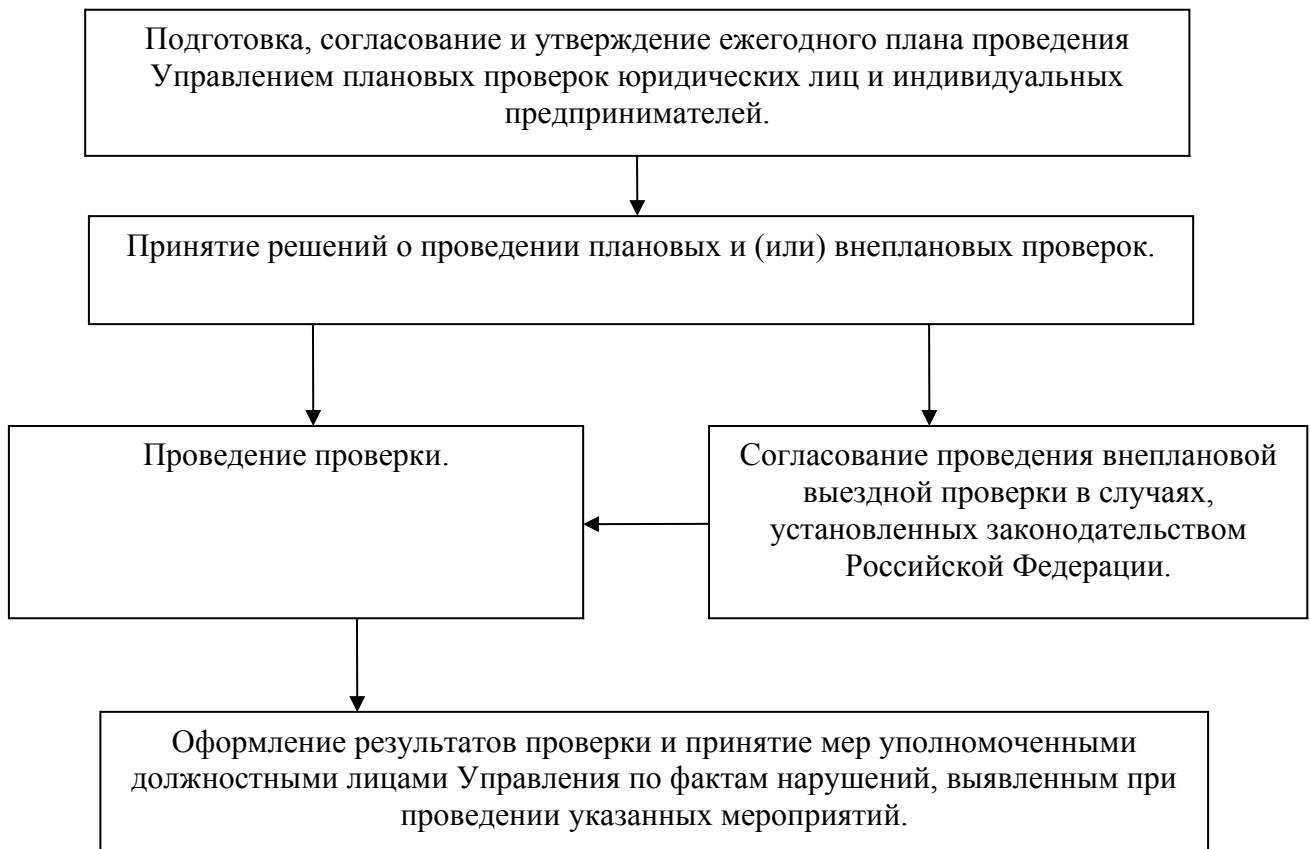 Подготовка, согласование и утверждение ежегодного плана проведения
Управлением плановых проверок юридических лиц и индивидуальных
предпринимателей.
Принятие решений о проведении плановых и (или) внеплановых проверок.
Проведение проверки.
Согласование проведения внеплановой
выездной проверки в случаях,
установленных законодательством
Российской Федерации.
Оформление результатов проверки и принятие мер уполномоченными
должностными лицами Управления по фактам нарушений, выявленным при
проведении указанных мероприятий.